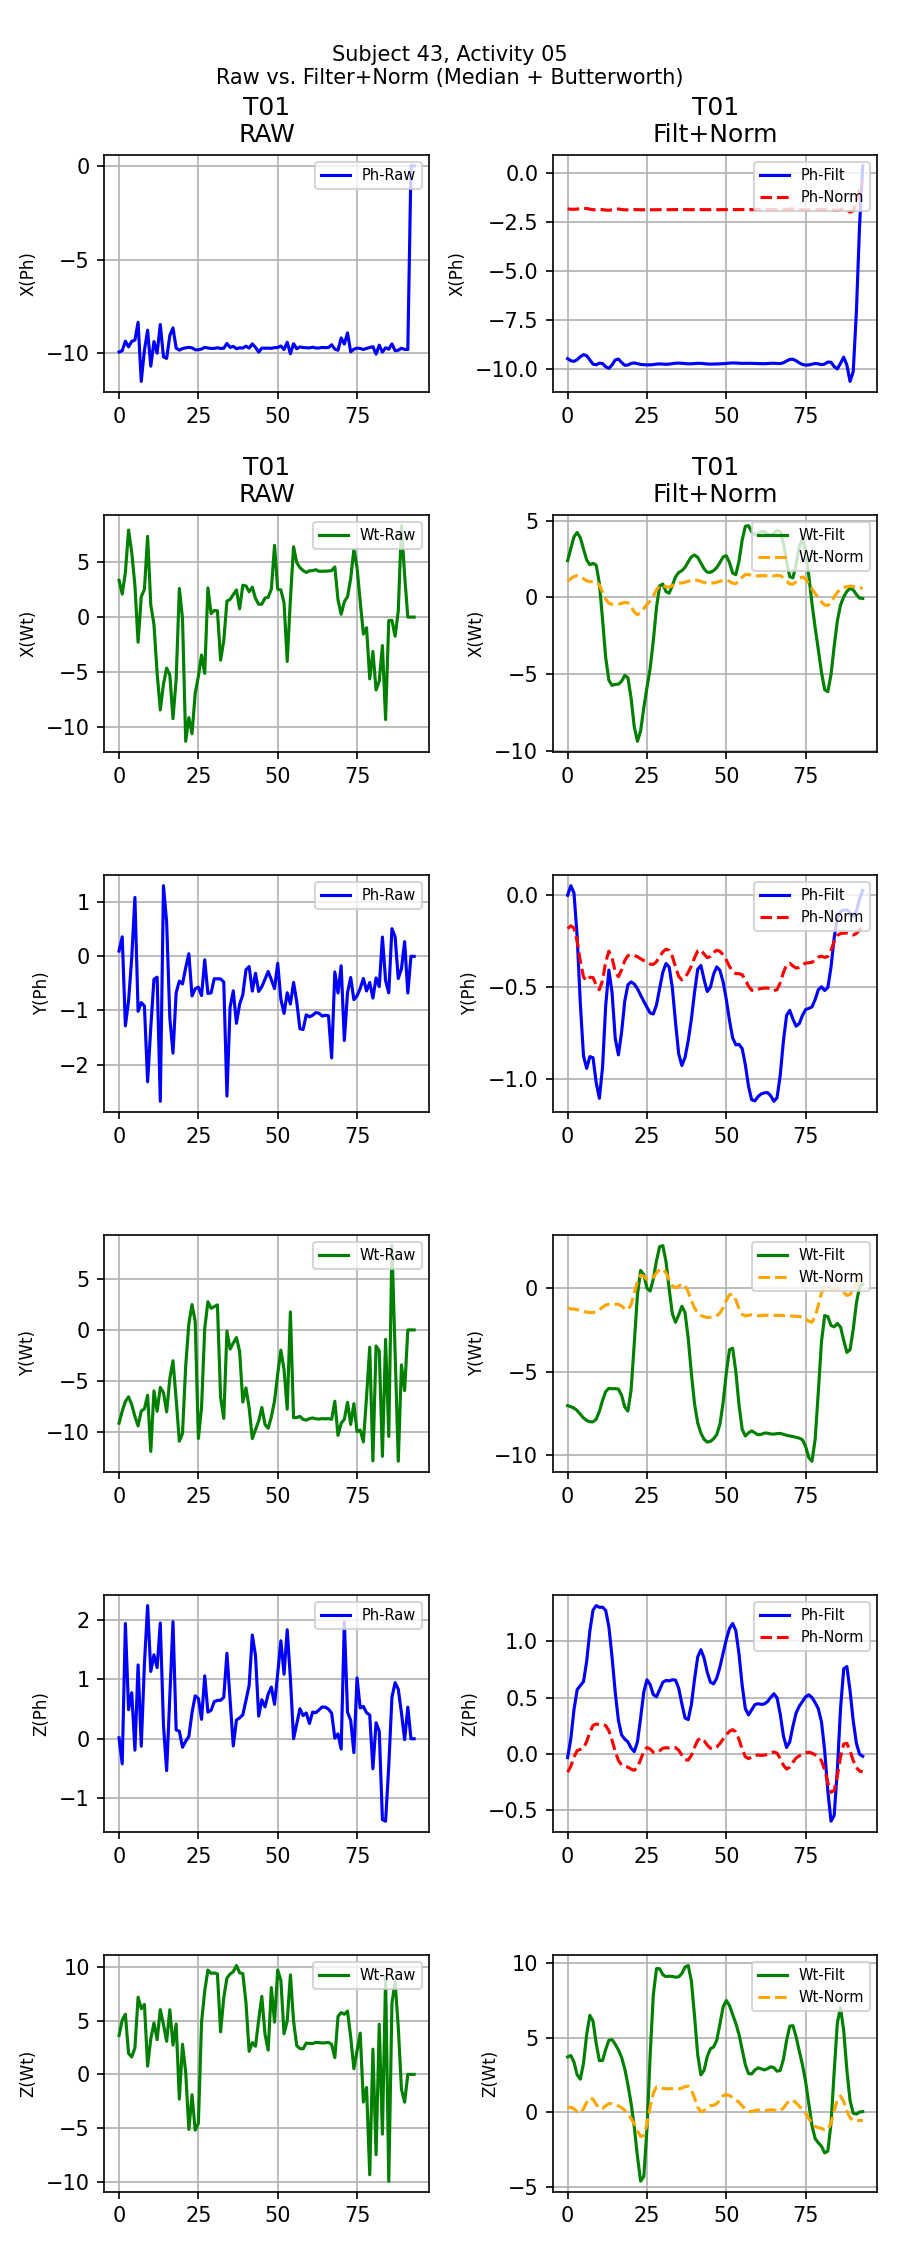 Subject 43, Activity 05
Raw vs. Filter+Norm (Median + Butterworth)
T01
RAW
X(Ph)
0
−5
−10
0 25 50 75
Ph-Raw
T01
Filt+Norm
X(Ph)
0.0
−2.5
−5.0
−7.5
−10.0
0 25 50 75
Ph-Filt
Ph-Norm
T01
RAW
X(Wt)
5
0
−5
−10
0 25 50 75
Wt-Raw
T01
Filt+Norm
X(Wt)
5
0
−5
−10
0 25 50 75
Wt-Filt
Wt-Norm
Y(Ph)
1
0
−1
−2
0 25 50 75
Ph-Raw
Y(Ph)
0.0
−0.5
−1.0
0 25 50 75
Ph-Filt
Ph-Norm
Y(Wt)
5
0
−5
−10
0 25 50 75
Wt-Raw
Y(Wt)
0
−5
−10
0 25 50 75
Wt-Filt
Wt-Norm
Z(Ph)
2
1
0
−1
0 25 50 75
Ph-Raw
Z(Ph)
1.0
0.5
0.0
−0.5
0 25 50 75
Ph-Filt
Ph-Norm
Z(Wt)
10
5
0
−5
−10
0 25 50 75
Wt-Raw
Z(Wt)
10
5
0
−5
0 25 50 75
Wt-Filt
Wt-Norm